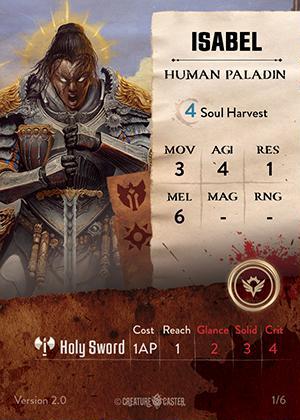 ISABEL
HUMAN PALADIN
4 Soul Harvest
MOV AGI RES
3 4 1
MEL MAG RNG
6 - -
Cost Reach Glance Solid Crit
Holy Sword 1AP 1 2 3 4
Version 2.0 © CREATURE CASTER 1/6